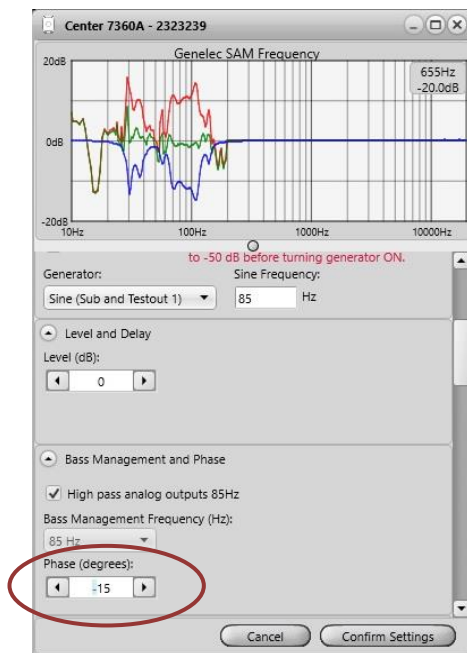 Center 7360A - 2323239
Genelec SAM Frequency
20dB
655Hz
-20.0dB
0dB
-20dB
10Hz 100Hz 1000Hz 10000Hz
to -50 dB before turning generator ON.
Generator: Sine Frequency:
Sine (Sub and Testout 1) 85 Hz
Level and Delay
Level (dB):
0
Bass Management and Phase
High pass analog outputs 85Hz
Bass Management Frequency (Hz):
85 Hz
Phase (degrees):
-15
Cancel Confirm Settings